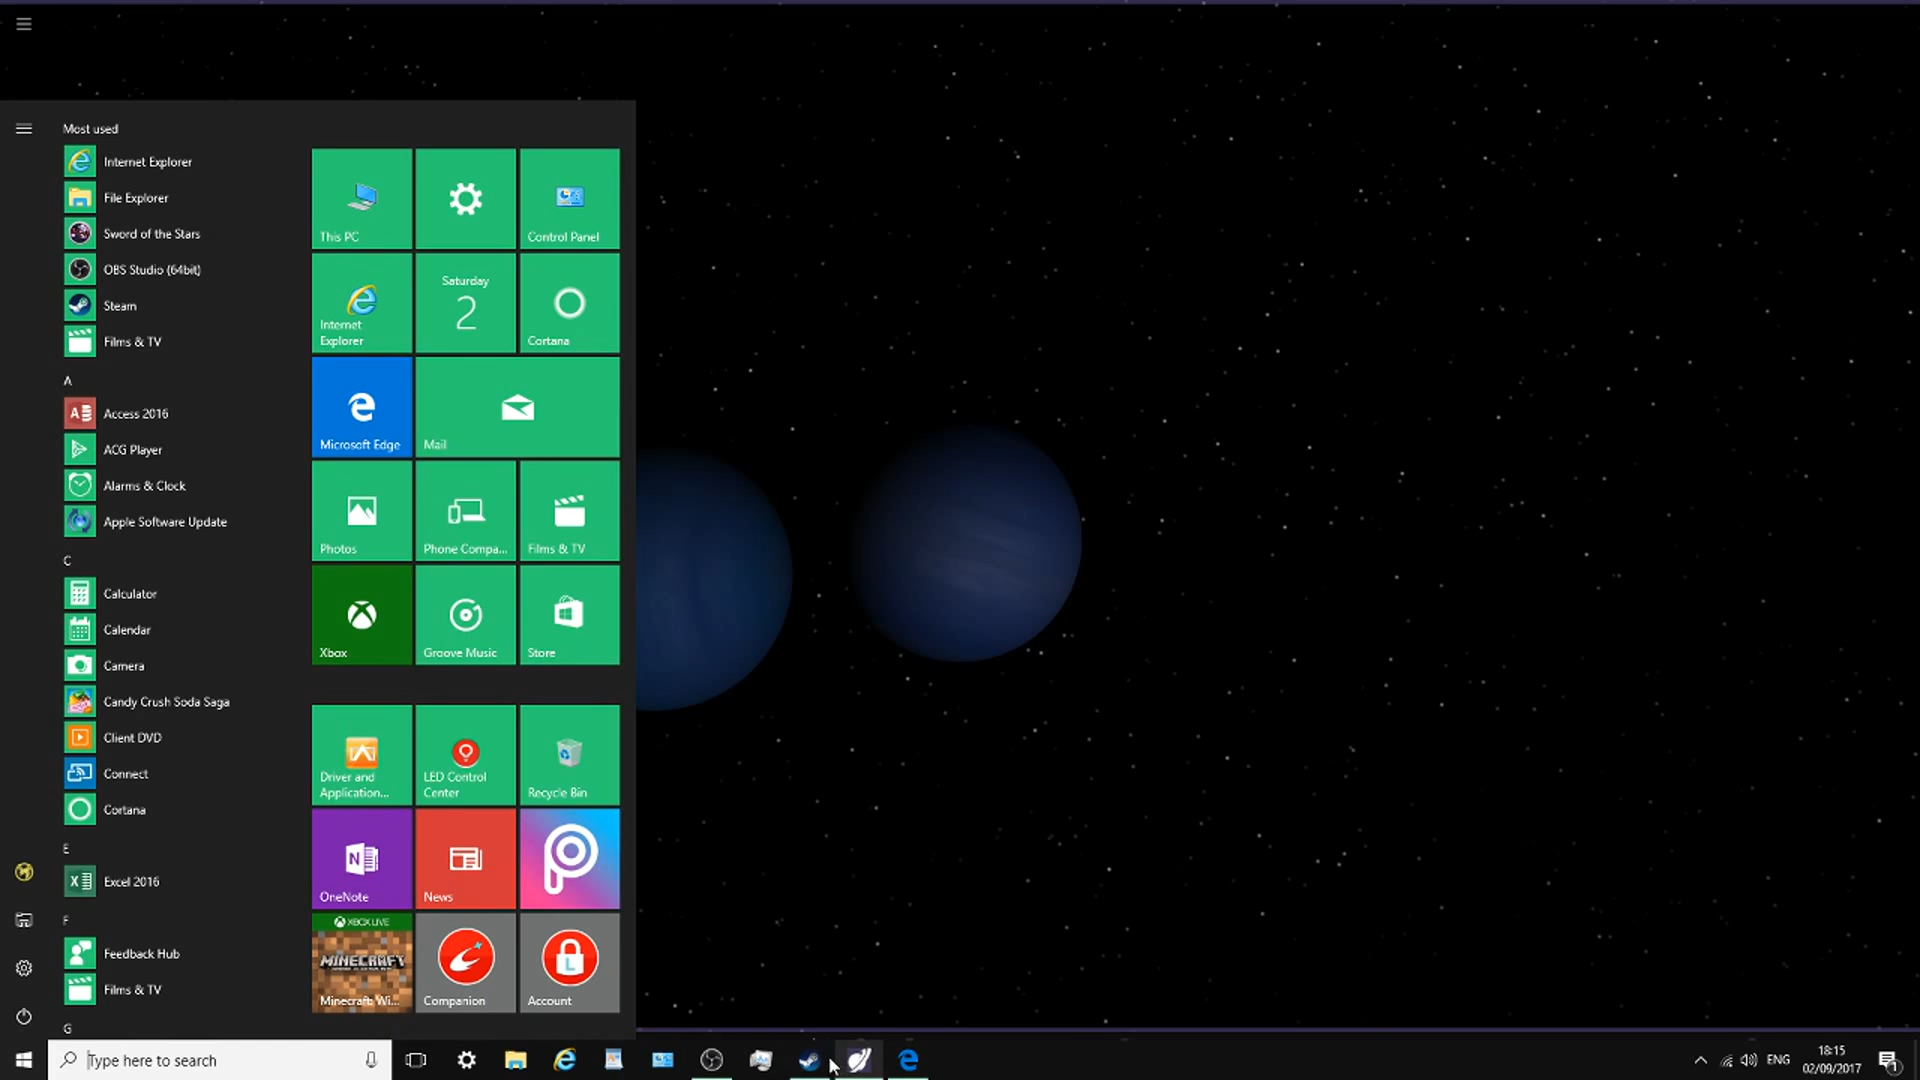 Most used
Internet Explorer
File Explorer
Sword of the Stars
OBS Studio (64bit)
Steam
Films & TV
A
Access 2016
ACG Player
Alarms & Clock
Apple Software Update
C
Calculator
Calendar
Camera
Candy Crush Soda Saga
Client DVD
Connect
Cortana
E
Excel 2016
F
Feedback Hub
Films & TV
G
This PC
Control Panel
Internet
Explorer
Saturday
2
Cortana
Microsoft Edge
Mail
Photos
Phone Compa...
Films & TV
Xbox
Groove Music
Store
Driver and
Application...
LED Control
Center
Recycle Bin
OneNote
News
XBOX LIVE
MINECRAFT
Minecraft: Wi...
Companion
L
Account
Type here to search
ENG
18:15
02/09/2017
1